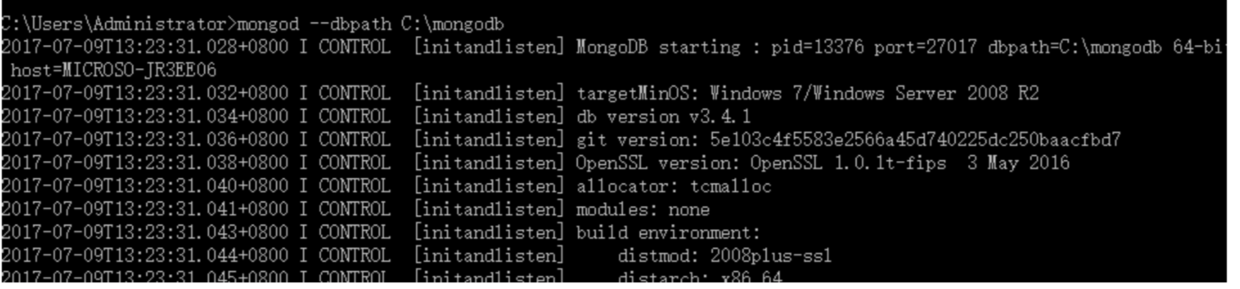 C:\Users\Administrator>mongod --dbpath C:\mongodb
2017-07-09T13:23:31.028+0800 I CONTROL  [initandlisten] MongoDB starting : pid=13376 port=27017 dbpath=C:\mongodb 64-bi
 host=MICROSO-JR3EE06
2017-07-09T13:23:31.032+0800 I CONTROL  [initandlisten] targetMinOS: Windows 7/Windows Server 2008 R2
2017-07-09T13:23:31.034+0800 I CONTROL  [initandlisten] db version v3.4.1
2017-07-09T13:23:31.036+0800 I CONTROL  [initandlisten] git version: 5e103c4f5583e2566a45d740225dc250baacfbd7
2017-07-09T13:23:31.038+0800 I CONTROL  [initandlisten] OpenSSL version: OpenSSL 1.0.1t-fips  3 May 2016
2017-07-09T13:23:31.040+0800 I CONTROL  [initandlisten] allocator: tcmalloc
2017-07-09T13:23:31.041+0800 I CONTROL  [initandlisten] modules: none
2017-07-09T13:23:31.043+0800 I CONTROL  [initandlisten] build environment:
2017-07-09T13:23:31.044+0800 I CONTROL  [initandlisten]     distmod: 2008plus-ssl
2017-07-09T13:23:31.045+0800 I CONTROL  [initandlisten]     distarch: x86_64